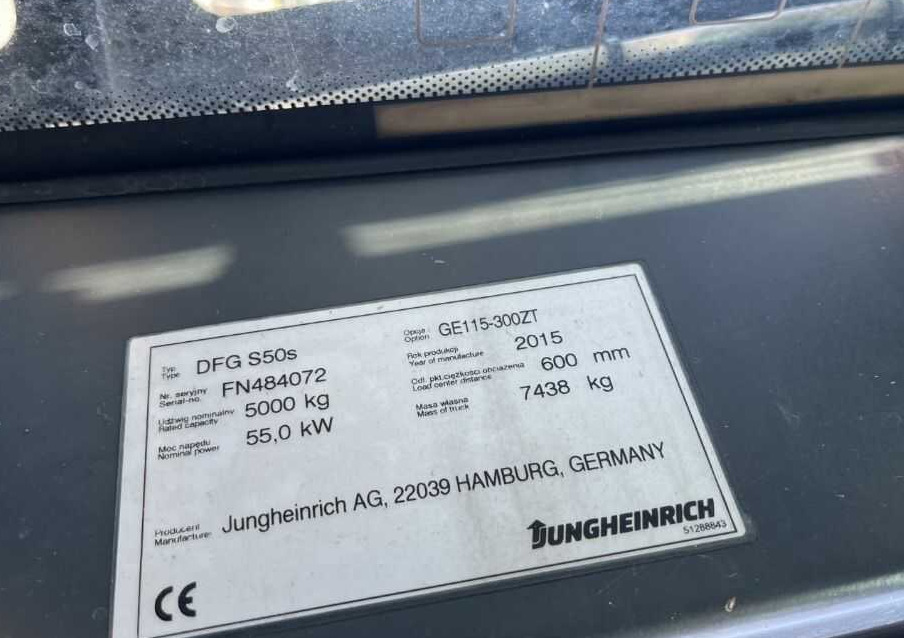 Typ
Type DFG S50s
Opcja
Option GE115-300ZT
Nr. seryjny
Serial-no. FN484072
Rok produkcji
Year of manufacture 2015
Udźwig nominalny
Rated capacity 5000 kg
Odl. pkt.ciężkości obciążenia
Load center distance 600 mm
Moc napędu
Nominal power 55,0 kW
Masa własna
Mass of truck 7438 kg
Producent
Manufacture: Jungheinrich AG, 22039 HAMBURG, GERMANY
JUNGHEINRICH
51288843
CE